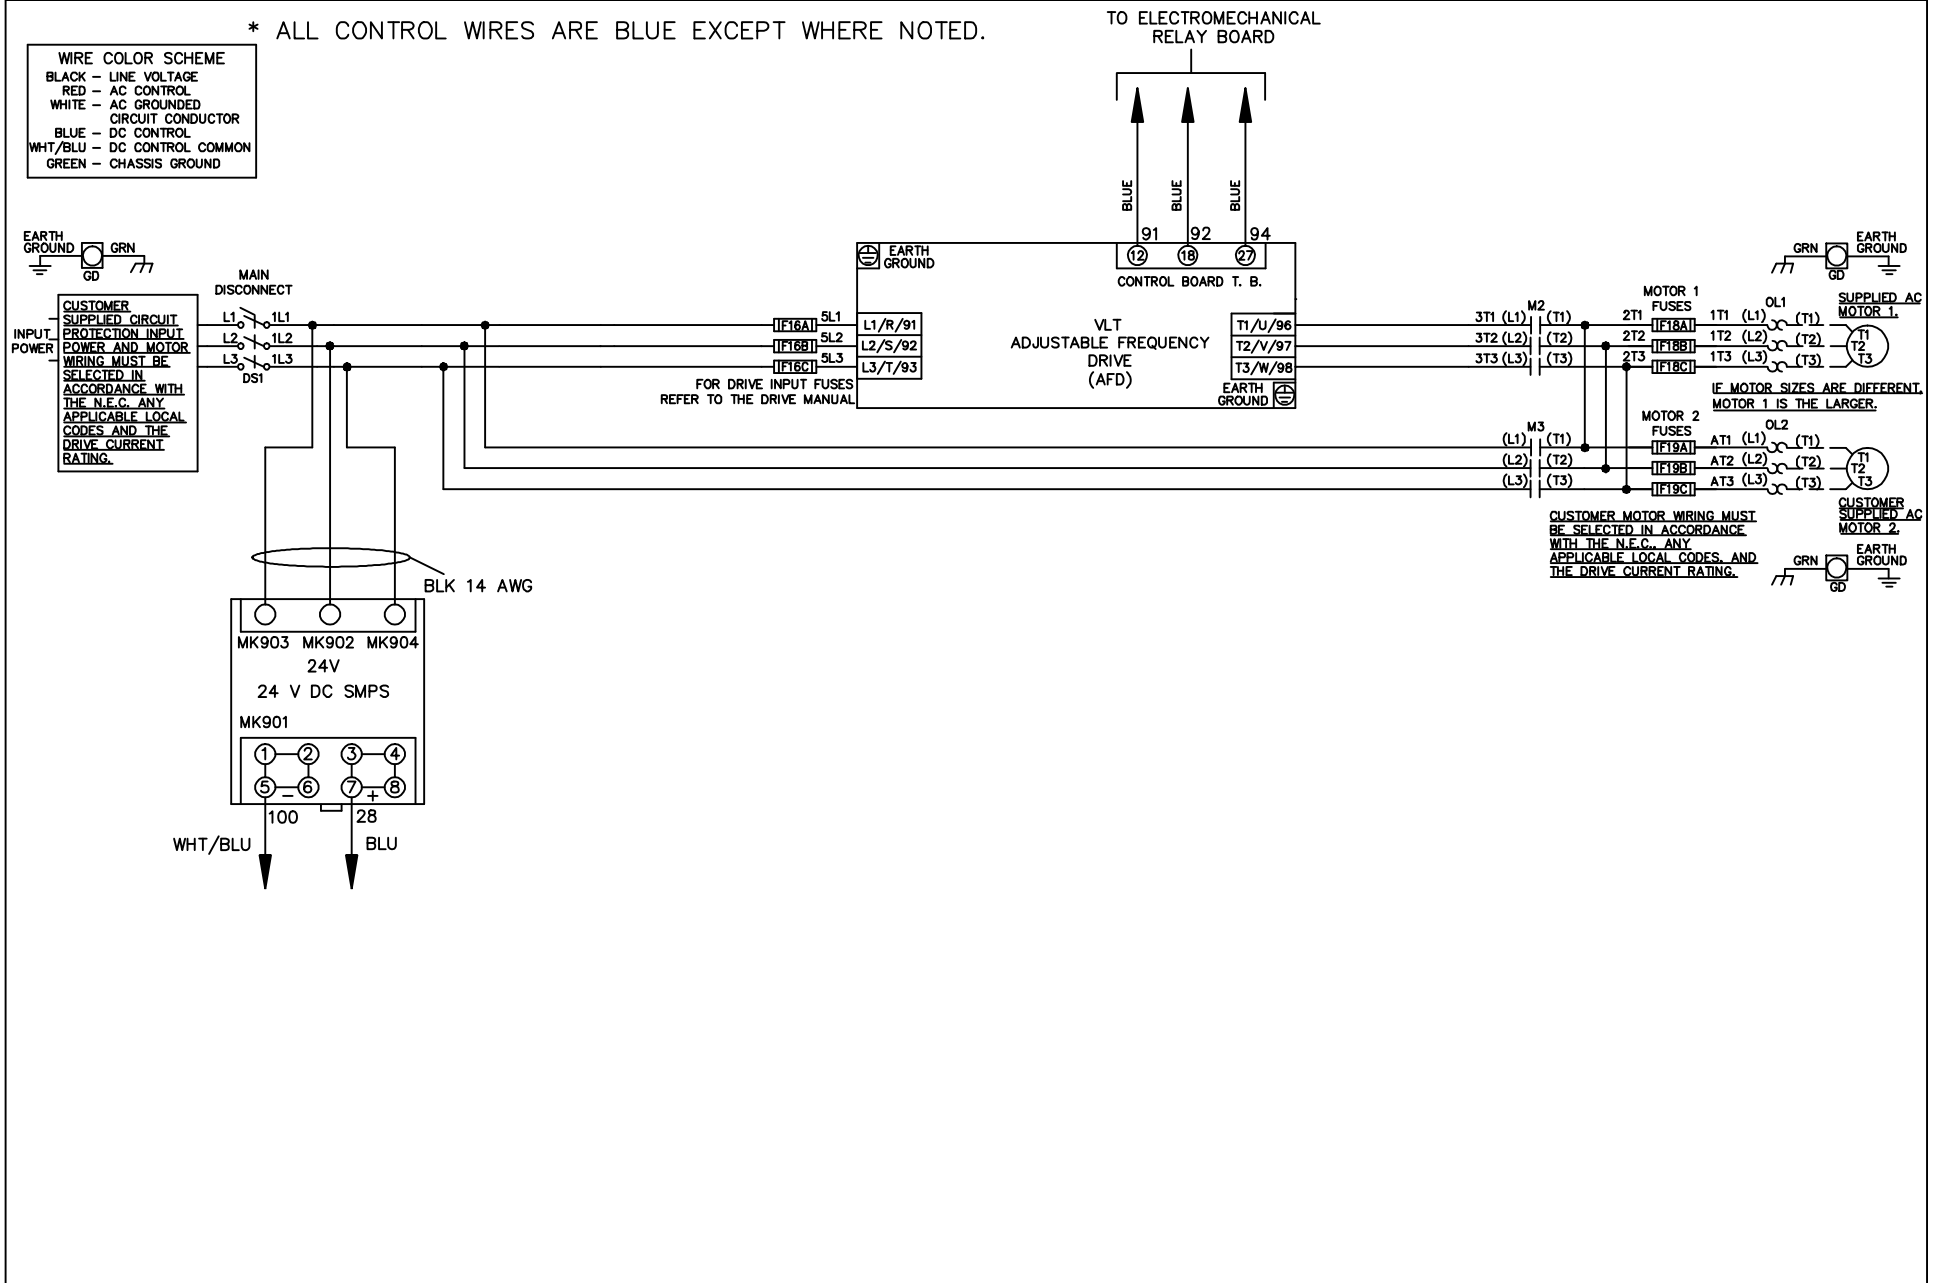 * ALL CONTROL WIRES ARE BLUE EXCEPT WHERE NOTED.
WIRE COLOR SCHEME
BLACK – LINE VOLTAGE
RED – AC CONTROL
WHITE – AC GROUNDED
CIRCUIT CONDUCTOR
BLUE – DC CONTROL
WHT/BLU – DC CONTROL COMMON
GREEN – CHASSIS GROUND
TO ELECTROMECHANICAL
RELAY BOARD
BLUE
BLUE
BLUE
91 92 94
12 18 27
CONTROL BOARD T. B.
EARTH
GROUND
GRN
GD
INPUT
POWER
CUSTOMER
SUPPLIED CIRCUIT
PROTECTION INPUT
POWER AND MOTOR
WIRING MUST BE
SELECTED IN
ACCORDANCE WITH
THE N.E.C. ANY
APPLICABLE LOCAL
CODES AND THE
DRIVE CURRENT
RATING.
MAIN
DISCONNECT
L1 1L1
L2 1L2
L3 1L3
DS1
F16A 5L1
F16B 5L2
F16C 5L3
FOR DRIVE INPUT FUSES
REFER TO THE DRIVE MANUAL
EARTH
GROUND
L1/R/91
L2/S/92
L3/T/93
VLT
ADJUSTABLE FREQUENCY
DRIVE
(AFD)
T1/U/96
T2/V/97
T3/W/98
EARTH
GROUND
M2
3T1 (L1) (T1)
3T2 (L2) (T2)
3T3 (L3) (T3)
MOTOR 1
FUSES
2T1 F18A 1T1 (L1)
2T2 F18B 1T2 (L2)
2T3 F18C 1T3 (L3)
OL1
(T1)
(T2)
(T3)
T1
T2
T3
GRN
GD
EARTH
GROUND
SUPPLIED AC
MOTOR 1.
IF MOTOR SIZES ARE DIFFERENT,
MOTOR 1 IS THE LARGER.
M3
(L1) (T1)
(L2) (T2)
(L3) (T3)
MOTOR 2
FUSES
F19A AT1 (L1)
F19B AT2 (L2)
F19C AT3 (L3)
OL2
(T1)
(T2)
(T3)
T1
T2
T3
CUSTOMER
SUPPLIED AC
MOTOR 2.
CUSTOMER MOTOR WIRING MUST
BE SELECTED IN ACCORDANCE
WITH THE N.E.C., ANY
APPLICABLE LOCAL CODES, AND
THE DRIVE CURRENT RATING.
GRN
GD
EARTH
GROUND
BLK 14 AWG
MK903 MK902 MK904
24V
24 V DC SMPS
MK901
1 2 3 4
5 – 6 7 + 8
100 28
WHT/BLU BLU